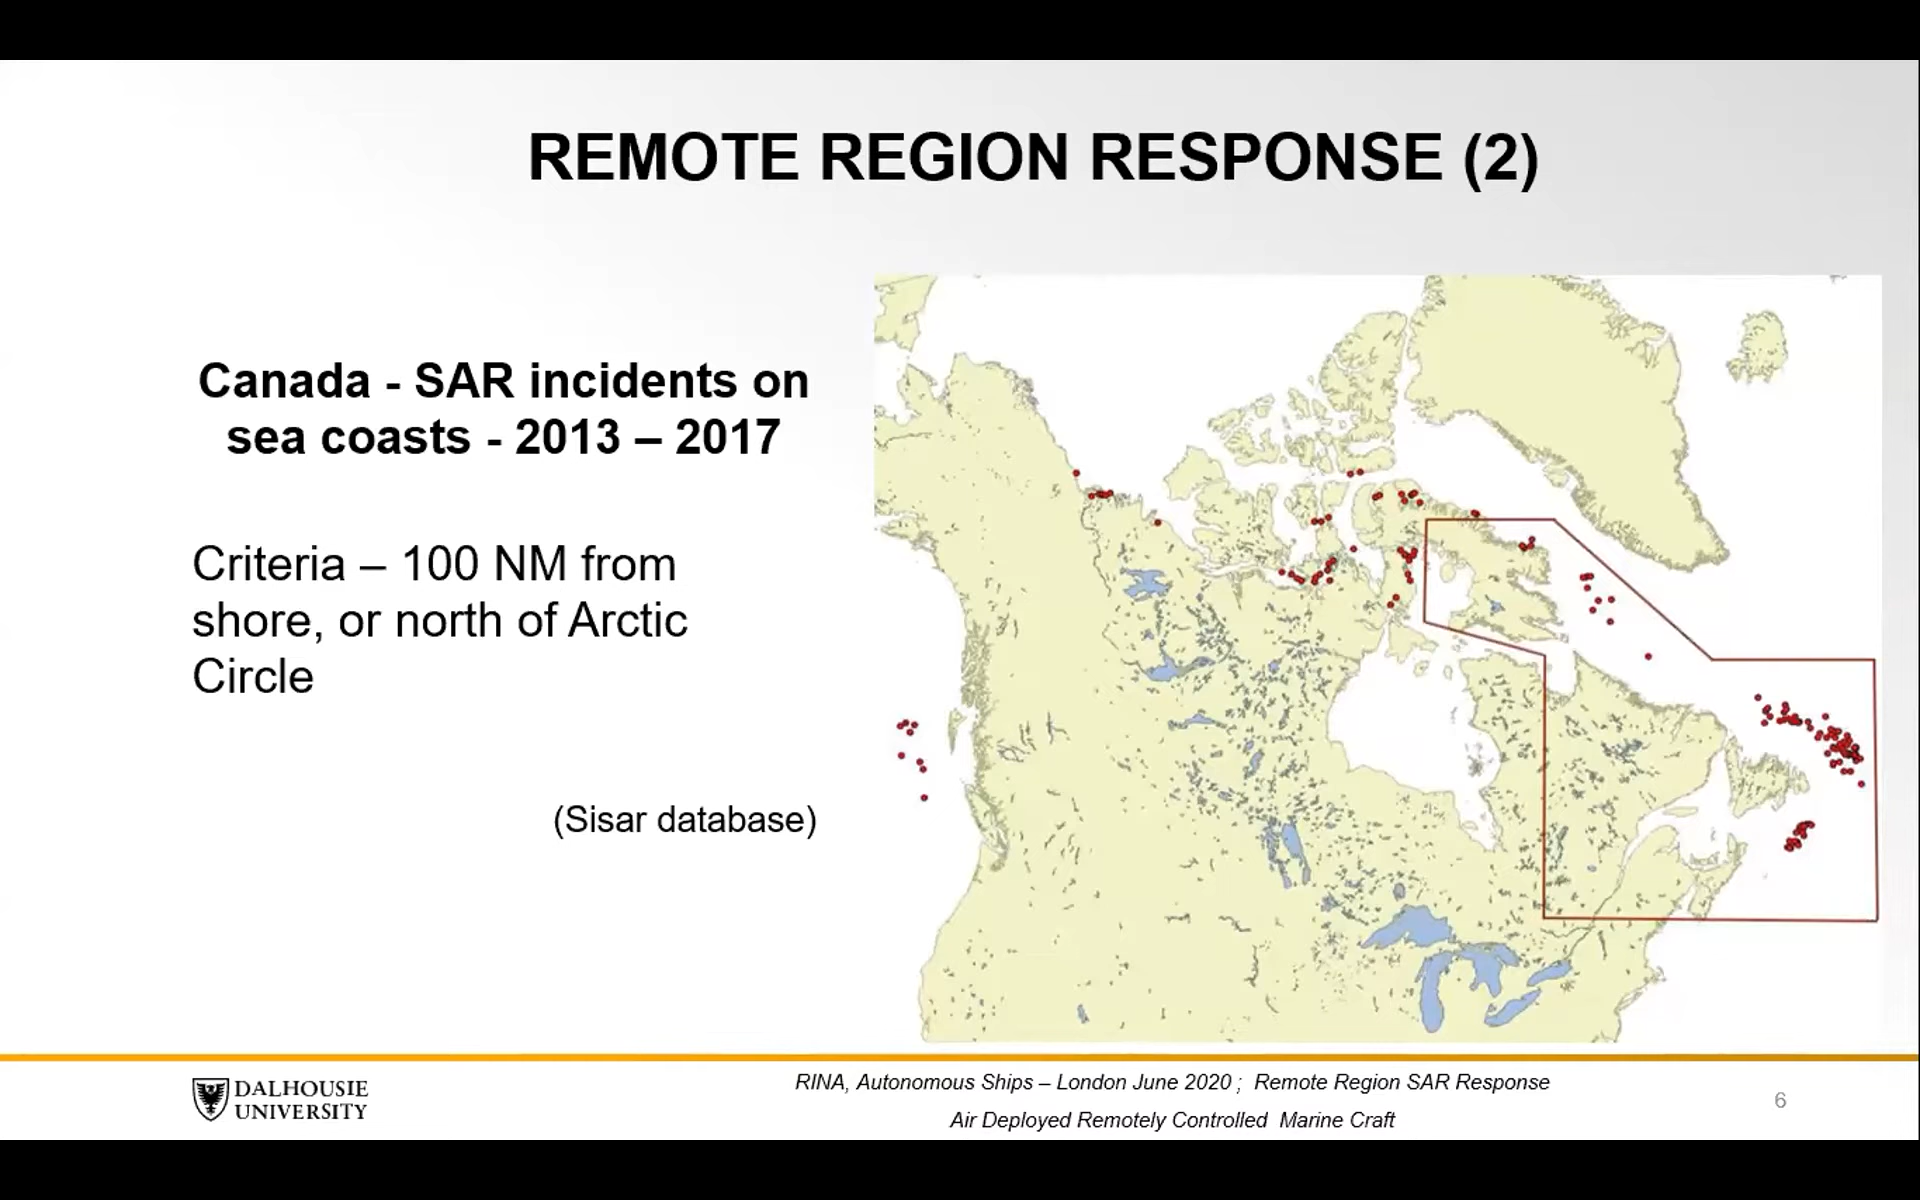 REMOTE REGION RESPONSE (2)
Canada - SAR incidents on
sea coasts - 2013 – 2017
Criteria – 100 NM from
shore, or north of Arctic
Circle
(Sisar database)
DALHOUSIE
UNIVERSITY
RINA, Autonomous Ships – London June 2020 ; Remote Region SAR Response
Air Deployed Remotely Controlled Marine Craft
6